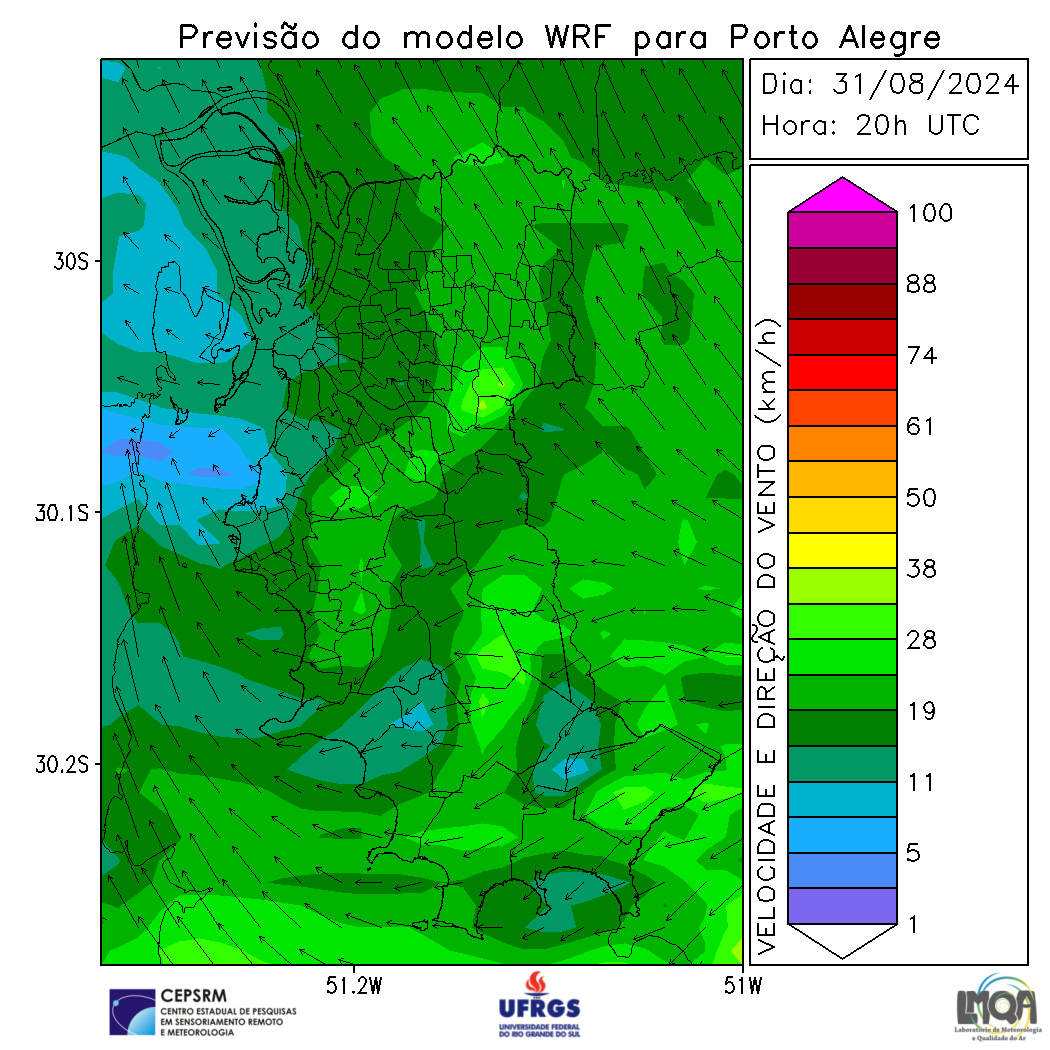 Previsão do modelo WRF para Porto Alegre
Dia: 31/08/2024
Hora: 20h UTC
30S
30.1S
30.2S
51.2W
51W
VELOCIDADE E DIREÇÃO DO VENTO (km/h)
100
88
74
61
50
38
28
19
11
5
1
CEPSRM
CENTRO ESTADUAL DE PESQUISAS
EM SENSORIAMENTO REMOTO
E METEOROLOGIA
UFRGS
UNIVERSIDADE FEDERAL
DO RIO GRANDE DO SUL
LMQA
Laboratório de Meteorologia
e Qualidade do Ar